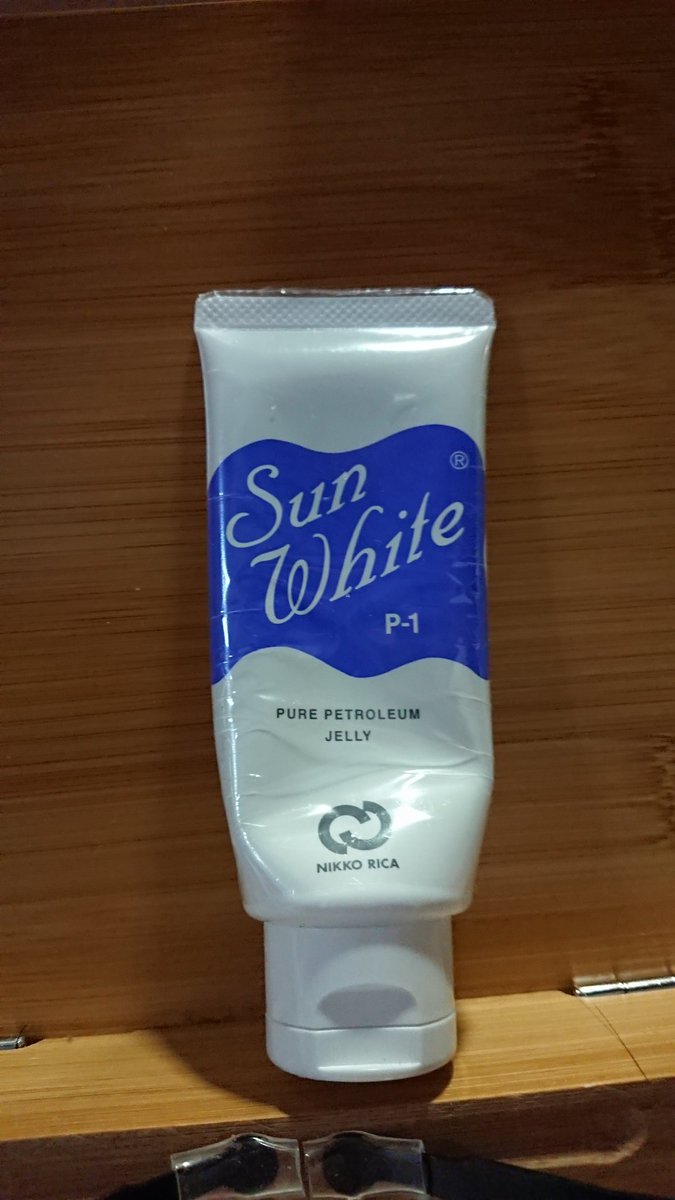 Sun
White ®
P-1
PURE PETROLEUM
JELLY
NIKKO RICA